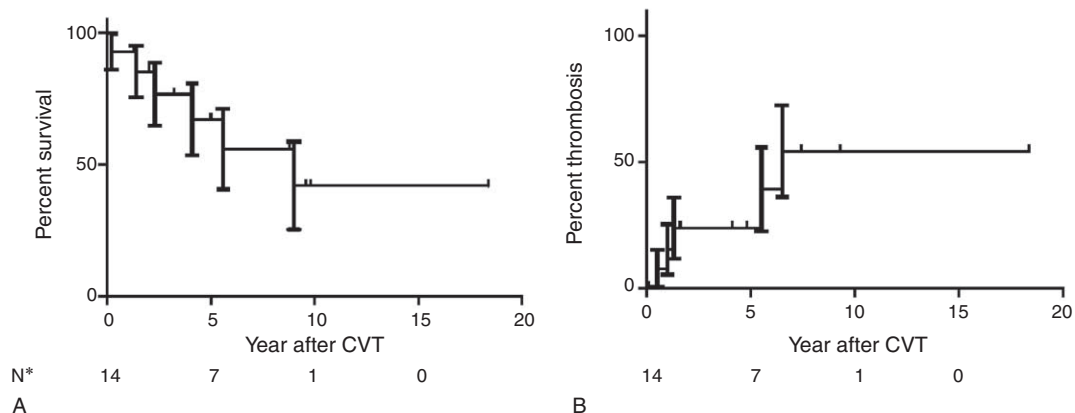 100
50
0
Percent survival
0 5 10 15 20
Year after CVT
N* 14 7 1 0
A
100
50
0
Percent thrombosis
0 5 10 15 20
Year after CVT
14 7 1 0
B